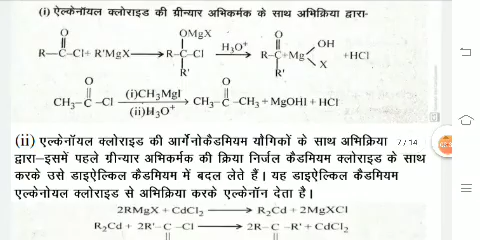 (i) ऐल्केनॉयल क्लोराइड की ग्रीन्यार अभिकर्मक के साथ अभिक्रिया द्वारा-
O OMgX O
R—C—Cl+ R'MgX ⟶ R–C–Cl H₃O⁺ R–C+Mg OH X +HCl
R' R'
O O
CH₃–C–Cl (i)CH₃MgI (ii)H₃O⁺ CH₃–C–CH₃+MgOHI + HCl
(ii) एल्केनॉयल क्लोराइड की आर्गेनोकैडमियम यौगिकों के साथ अभिक्रिया 7/14
द्वारा—इसमें पहले ग्रीन्यार अभिकर्मक की क्रिया निर्जल कैडमियम क्लोराइड के साथ
करके उसे डाइऐल्किल कैडमियम में बदल लेते हैं। यह डाइऐल्किल कैडमियम
एल्केनोयल क्लोराइड से अभिक्रिया करके एल्केनॉन देता है।
2RMgX + CdCl₂ ⟶ R₂Cd + 2MgXCl
R₂Cd + 2R'–C –Cl ⟶ 2R–C –R'+ CdCl₂